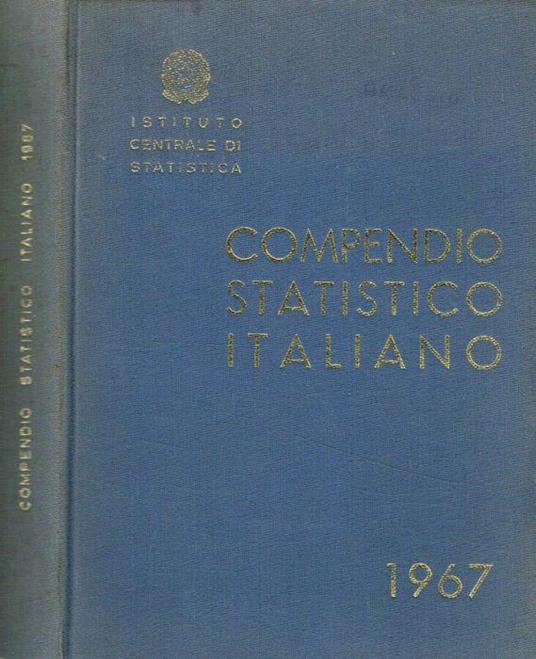 COMPENDIO STATISTICO ITALIANO 1967
ISTITUTO
CENTRALE DI
STATISTICA
COMPENDIO
STATISTICO
ITALIANO
1967